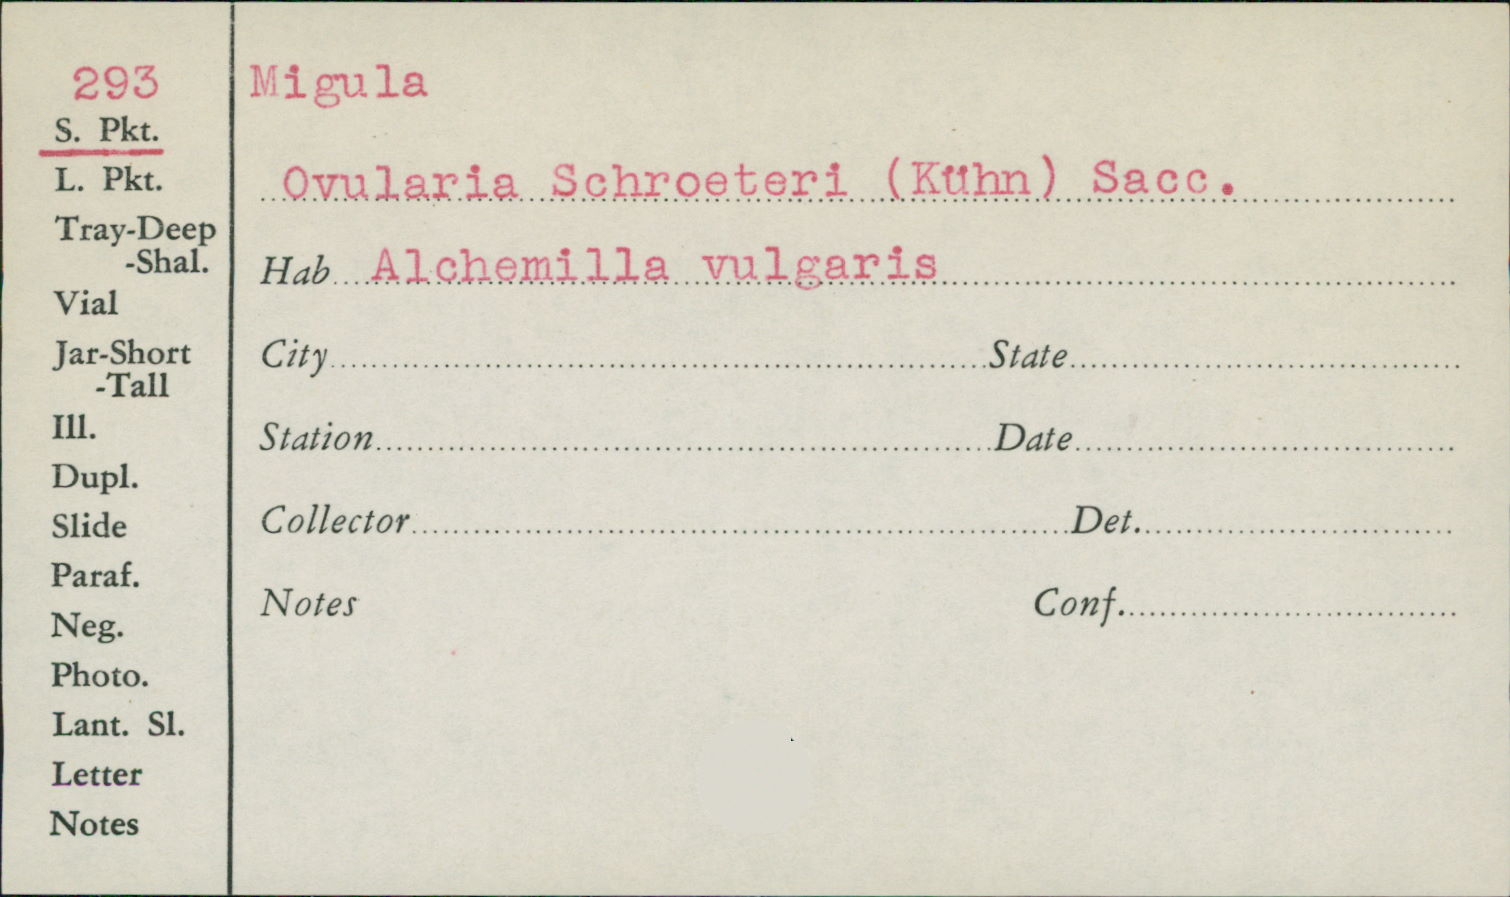 293
S. Pkt.
L. Pkt.
Tray-Deep
-Shal.
Vial
Jar-Short
-Tall
Ill.
Dupl.
Slide
Paraf.
Neg.
Photo.
Lant. Sl.
Letter
Notes
Migula
Ovularia Schroeteri (Kühn) Sacc.
Hab Alchemilla vulgaris
City State
Station Date
Collector Det.
Notes Conf.